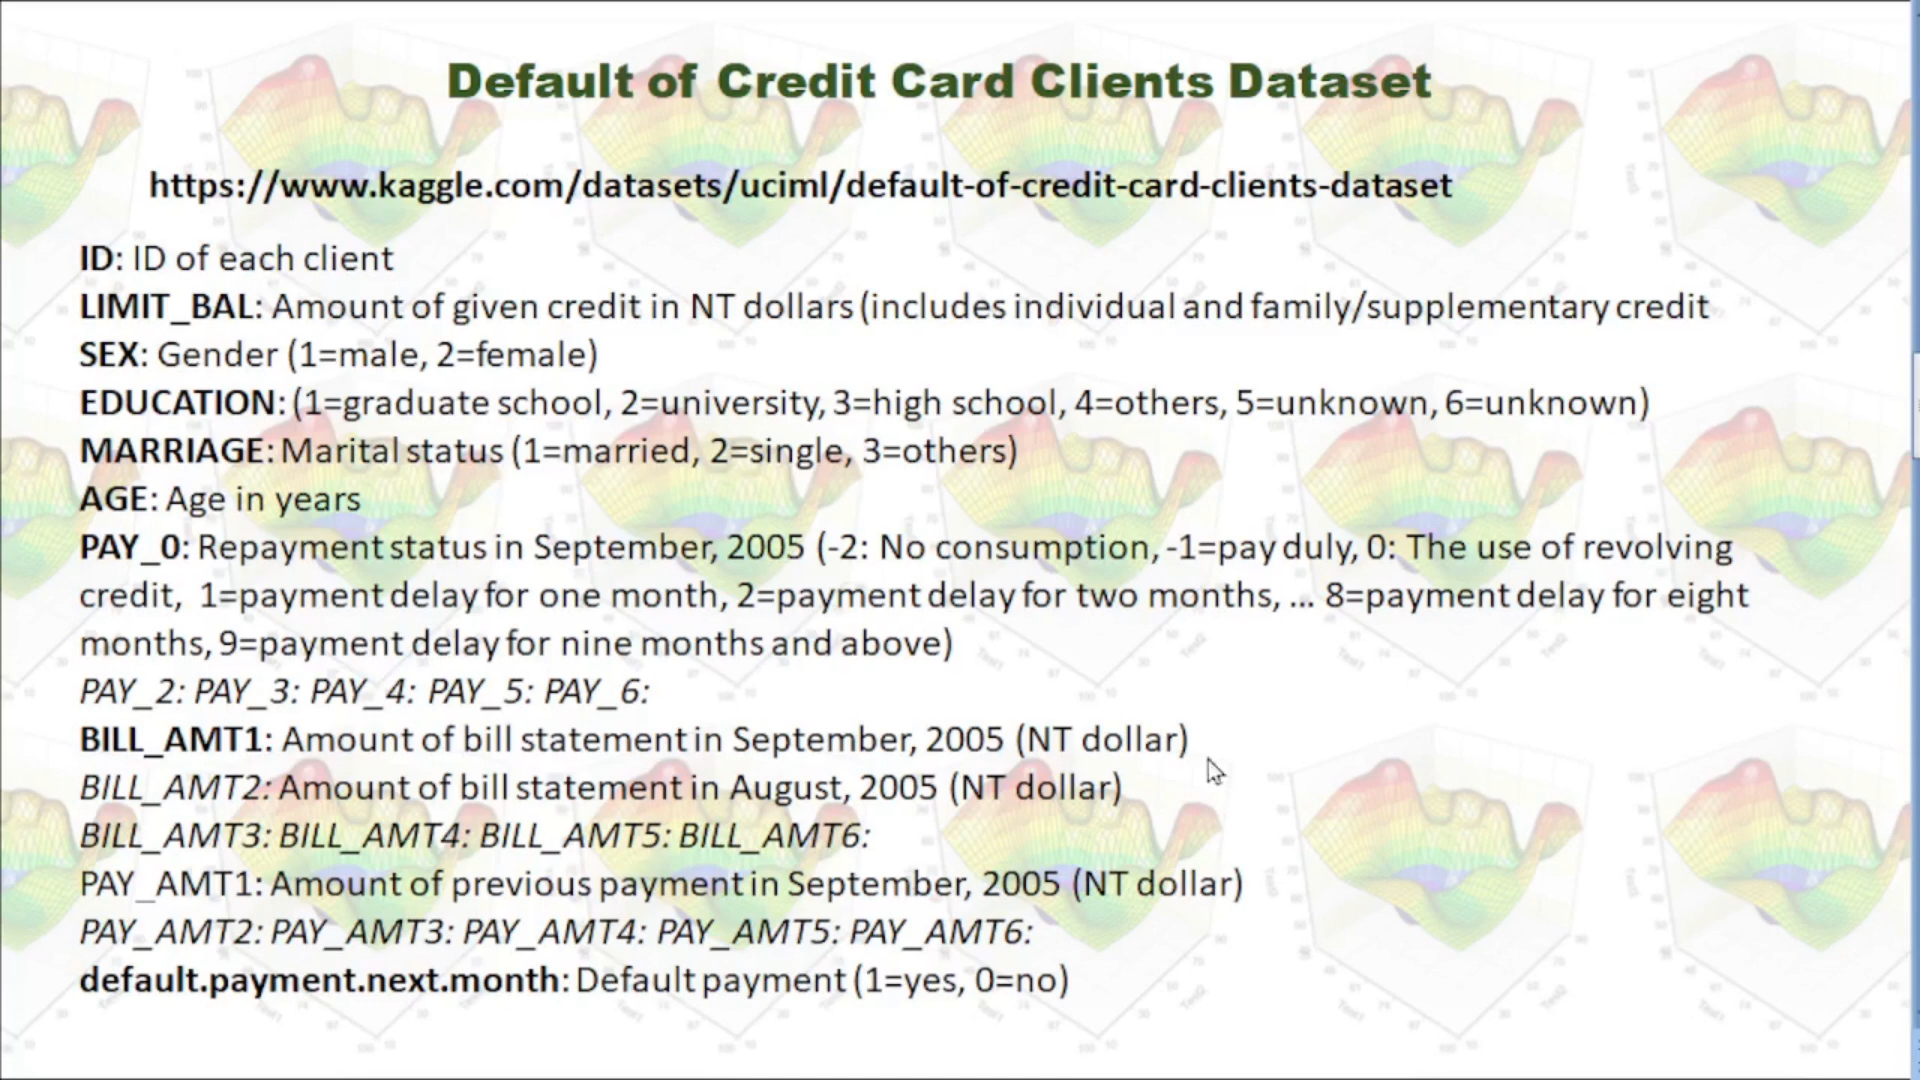 Default of Credit Card Clients Dataset
https://www.kaggle.com/datasets/uciml/default-of-credit-card-clients-dataset
ID: ID of each client
LIMIT_BAL: Amount of given credit in NT dollars (includes individual and family/supplementary credit
SEX: Gender (1=male, 2=female)
EDUCATION: (1=graduate school, 2=university, 3=high school, 4=others, 5=unknown, 6=unknown)
MARRIAGE: Marital status (1=married, 2=single, 3=others)
AGE: Age in years
PAY_0: Repayment status in September, 2005 (-2: No consumption, -1=pay duly, 0: The use of revolving
credit, 1=payment delay for one month, 2=payment delay for two months, ... 8=payment delay for eight
months, 9=payment delay for nine months and above)
PAY_2: PAY_3: PAY_4: PAY_5: PAY_6:
BILL_AMT1: Amount of bill statement in September, 2005 (NT dollar)
BILL_AMT2: Amount of bill statement in August, 2005 (NT dollar)
BILL_AMT3: BILL_AMT4: BILL_AMT5: BILL_AMT6:
PAY_AMT1: Amount of previous payment in September, 2005 (NT dollar)
PAY_AMT2: PAY_AMT3: PAY_AMT4: PAY_AMT5: PAY_AMT6:
default.payment.next.month: Default payment (1=yes, 0=no)